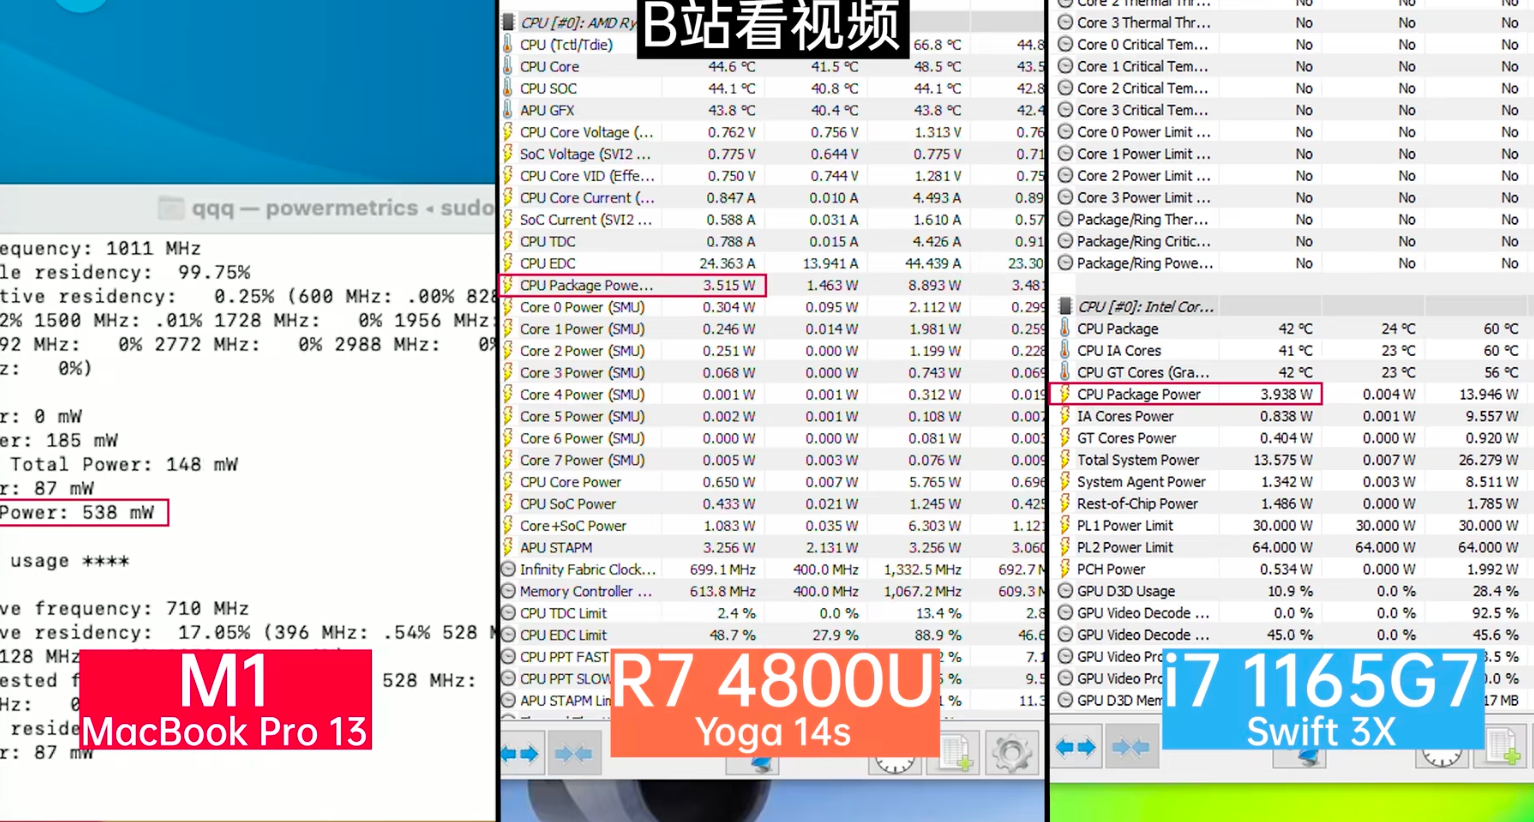 B站看视频
qqq — powermetrics ◂ sudo
equency: 1011 MHz
le residency: 99.75%
tive residency: 0.25% (600 MHz: .00% 828
2% 1500 MHz: .01% 1728 MHz: 0% 1956 MHz:
92 MHz: 0% 2772 MHz: 0% 2988 MHz: 0%
z: 0%)
r: 0 mW
er: 185 mW
Total Power: 148 mW
r: 87 mW
Power: 538 mW
usage ****
ve frequency: 710 MHz
ve residency: 17.05% (396 MHz: .54% 528 M
128 MHz
ested f 528 MHz:
Hz: 0
reside
r: 87 mW
M1
MacBook Pro 13
CPU [#0]: AMD Ry
CPU (Tctl/Tdie) 66.8 °C 44.8
CPU Core 44.6 °C 41.5 °C 48.5 °C 43.5
CPU SOC 44.1 °C 40.8 °C 44.1 °C 42.8
APU GFX 43.8 °C 40.4 °C 43.8 °C 42.4
CPU Core Voltage (... 0.762 V 0.756 V 1.313 V 0.76
SoC Voltage (SVI2 ... 0.775 V 0.644 V 0.775 V 0.71
CPU Core VID (Effe... 0.750 V 0.744 V 1.281 V 0.75
CPU Core Current (... 0.847 A 0.010 A 4.493 A 0.89
SoC Current (SVI2 ... 0.588 A 0.031 A 1.610 A 0.57
CPU TDC 0.788 A 0.015 A 4.426 A 0.91
CPU EDC 24.363 A 13.941 A 44.439 A 23.30
CPU Package Powe... 3.515 W 1.463 W 8.893 W 3.481
Core 0 Power (SMU) 0.304 W 0.095 W 2.112 W 0.299
Core 1 Power (SMU) 0.246 W 0.014 W 1.981 W 0.259
Core 2 Power (SMU) 0.251 W 0.000 W 1.199 W 0.228
Core 3 Power (SMU) 0.068 W 0.000 W 0.743 W 0.069
Core 4 Power (SMU) 0.001 W 0.001 W 0.312 W 0.019
Core 5 Power (SMU) 0.002 W 0.001 W 0.108 W 0.007
Core 6 Power (SMU) 0.000 W 0.000 W 0.081 W 0.003
Core 7 Power (SMU) 0.005 W 0.003 W 0.076 W 0.009
CPU Core Power 0.650 W 0.007 W 5.765 W 0.696
CPU SoC Power 0.433 W 0.021 W 1.245 W 0.425
Core+SoC Power 1.083 W 0.035 W 6.303 W 1.121
APU STAPM 3.256 W 2.131 W 3.256 W 3.060
Infinity Fabric Clock... 699.1 MHz 400.0 MHz 1,332.5 MHz 692.7 M
Memory Controller ... 613.8 MHz 400.0 MHz 1,067.2 MHz 609.3 M
CPU TDC Limit 2.4 % 0.0 % 13.4 % 2.8
CPU EDC Limit 48.7 % 27.9 % 88.9 % 46.6
CPU PPT FAST 2 % 7.1
CPU PPT SLOW 5 % 9.5
APU STAPM Lim 1 % 11.3
R7 4800U
Yoga 14s
Core 2 Thermal Thr... No No No
Core 3 Thermal Thr... No No No
Core 0 Critical Tem... No No No
Core 1 Critical Tem... No No No
Core 2 Critical Tem... No No No
Core 3 Critical Tem... No No No
Core 0 Power Limit ... No No No
Core 1 Power Limit ... No No No
Core 2 Power Limit ... No No No
Core 3 Power Limit ... No No No
Package/Ring Ther... No No No
Package/Ring Critic... No No No
Package/Ring Powe... No No No
CPU [#0]: Intel Cor...
CPU Package 42 °C 24 °C 60 °C
CPU IA Cores 41 °C 23 °C 60 °C
CPU GT Cores (Gra... 42 °C 23 °C 56 °C
CPU Package Power 3.938 W 0.004 W 13.946 W
IA Cores Power 0.838 W 0.001 W 9.557 W
GT Cores Power 0.404 W 0.000 W 0.920 W
Total System Power 13.575 W 0.007 W 26.279 W
System Agent Power 1.342 W 0.003 W 8.511 W
Rest-of-Chip Power 1.486 W 0.000 W 1.785 W
PL1 Power Limit 30.000 W 30.000 W 30.000 W
PL2 Power Limit 64.000 W 64.000 W 64.000 W
PCH Power 0.534 W 0.000 W 1.992 W
GPU D3D Usage 10.9 % 0.0 % 28.4 %
GPU Video Decode ... 0.0 % 0.0 % 92.5 %
GPU Video Decode ... 45.0 % 0.0 % 45.6 %
GPU Video Pro 3.5 %
GPU Video Pro 0.0 %
GPU D3D Mem 17 MB
i7 1165G7
Swift 3X